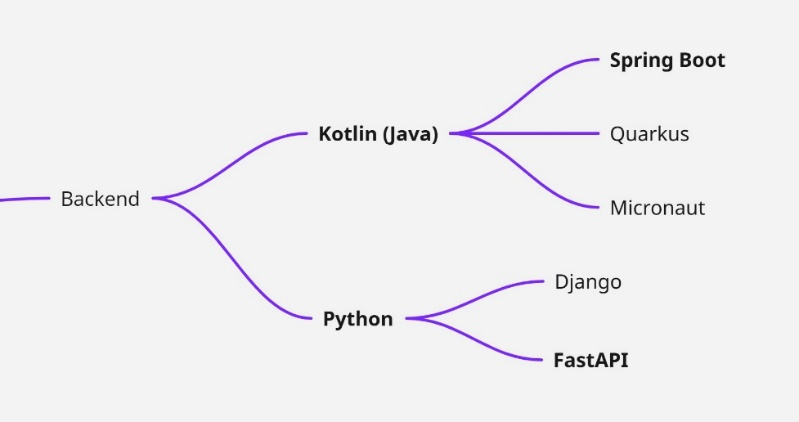 Backend
Kotlin (Java)
Spring Boot
Quarkus
Micronaut
Python
Django
FastAPI